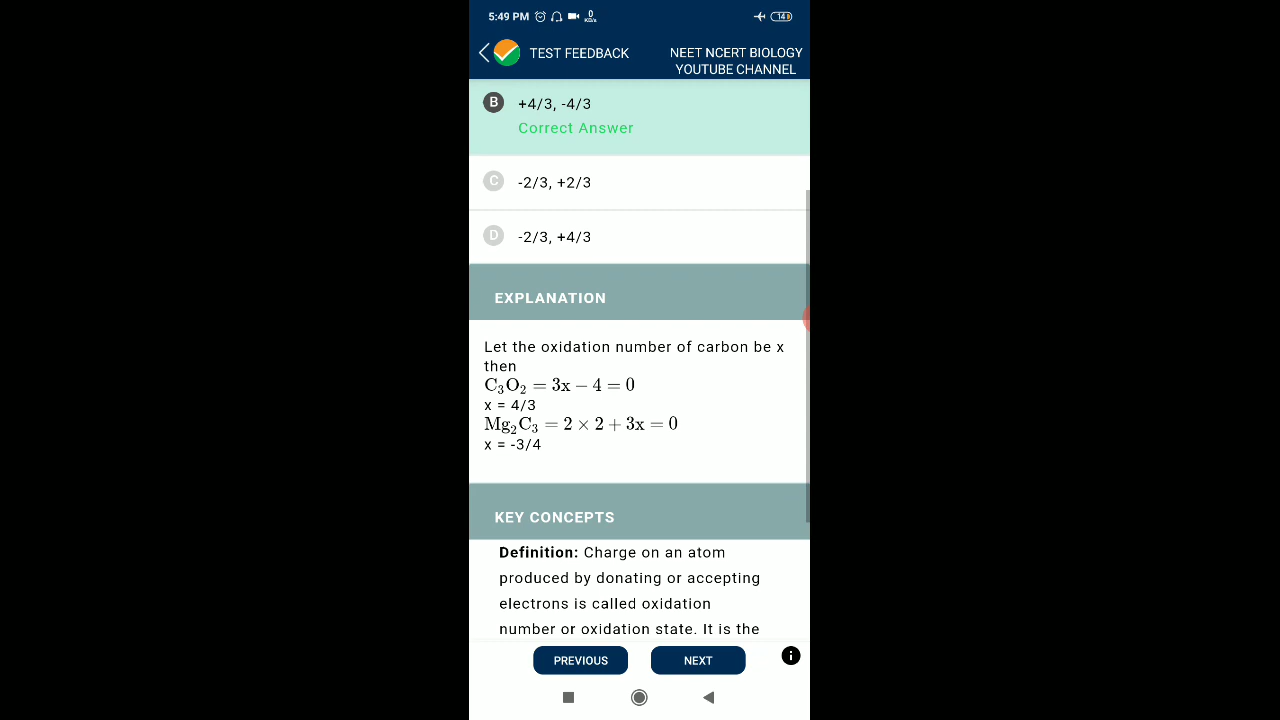 5:49 PM 0 KB/s 14
TEST FEEDBACK NEET NCERT BIOLOGY
YOUTUBE CHANNEL
B +4/3, -4/3
Correct Answer
C -2/3, +2/3
D -2/3, +4/3
EXPLANATION
Let the oxidation number of carbon be x
then
C₃O₂ = 3x − 4 = 0
x = 4/3
Mg₂C₃ = 2 × 2 + 3x = 0
x = -3/4
KEY CONCEPTS
Definition: Charge on an atom
produced by donating or accepting
electrons is called oxidation
number or oxidation state. It is the
PREVIOUS NEXT